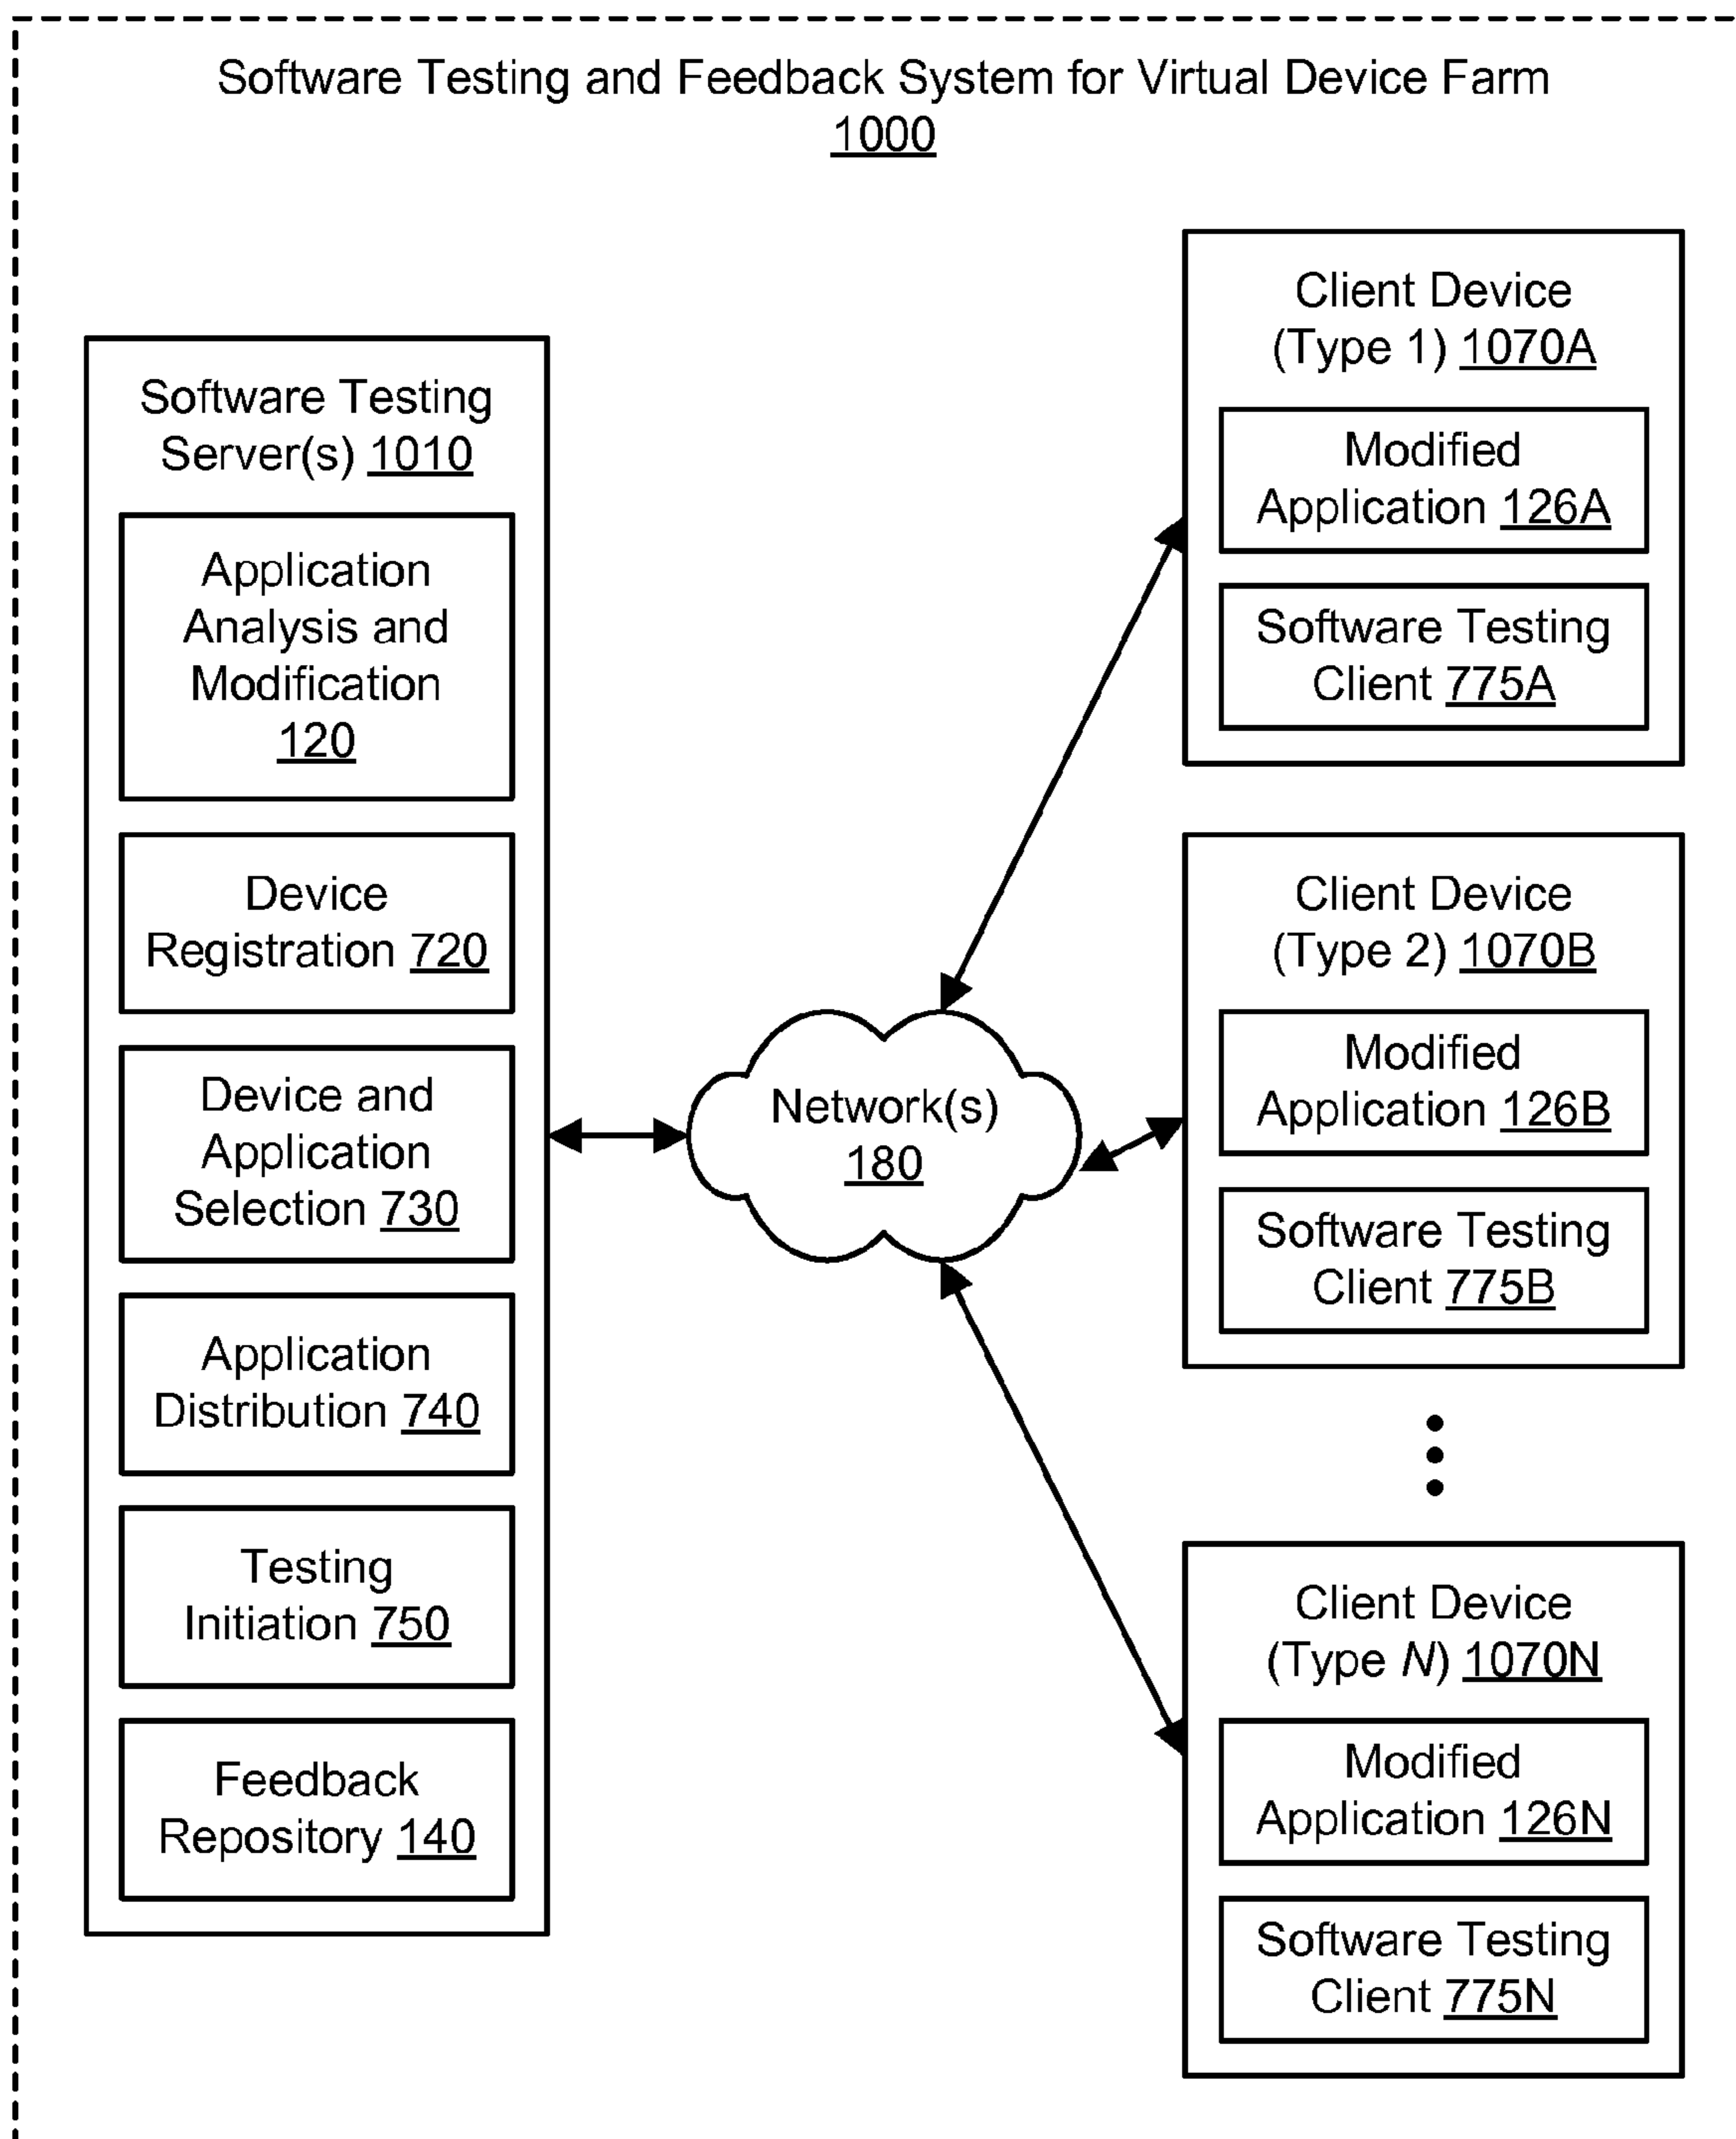 Software Testing and Feedback System for Virtual Device Farm
1000
Software Testing
Server(s) 1010
Application
Analysis and
Modification
120
Device
Registration 720
Device and
Application
Selection 730
Application
Distribution 740
Testing
Initiation 750
Feedback
Repository 140
Network(s)
180
Client Device
(Type 1) 1070A
Modified
Application 126A
Software Testing
Client 775A
Client Device
(Type 2) 1070B
Modified
Application 126B
Software Testing
Client 775B
Client Device
(Type N) 1070N
Modified
Application 126N
Software Testing
Client 775N